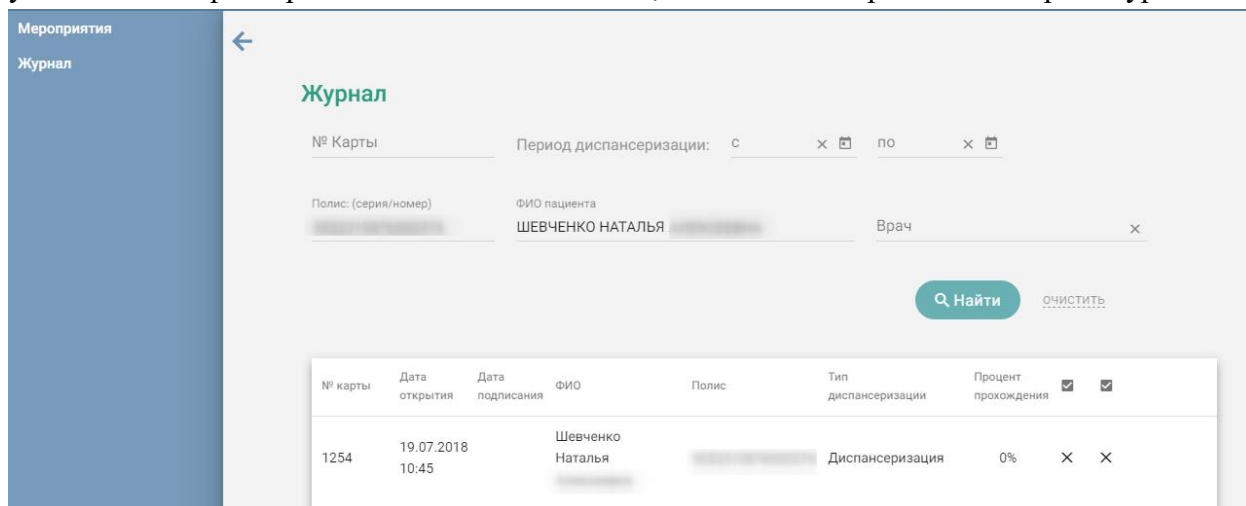 Мероприятия
Журнал
Журнал
№ Карты Период диспансеризации: с по
Полис: (серия/номер) ФИО пациента
ШЕВЧЕНКО НАТАЛЬЯ Врач
Найти очистить
№ карты Дата открытия Дата подписания ФИО Полис Тип диспансеризации Процент прохождения
1254 19.07.2018 10:45 Шевченко Наталья Диспансеризация 0%